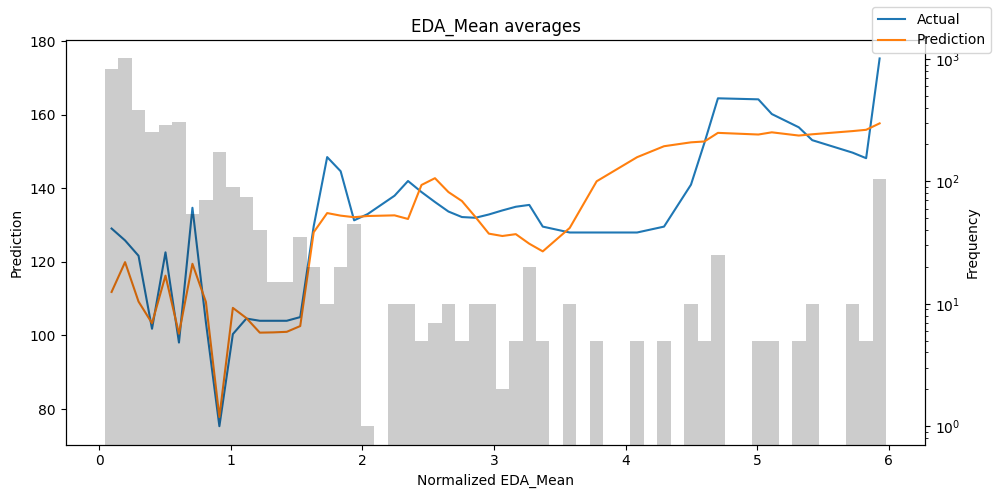 EDA_Mean averages
Actual
Prediction
180
160
140
120
100
80
Prediction
10³
10²
10¹
10⁰
Frequency
0 1 2 3 4 5 6
Normalized EDA_Mean